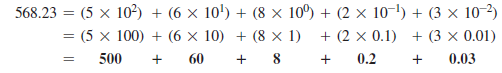 568.23 = (5 × 10²) + (6 × 10¹) + (8 × 10⁰) + (2 × 10⁻¹) + (3 × 10⁻²)
= (5 × 100) + (6 × 10) + (8 × 1) + (2 × 0.1) + (3 × 0.01)
= 500 + 60 + 8 + 0.2 + 0.03